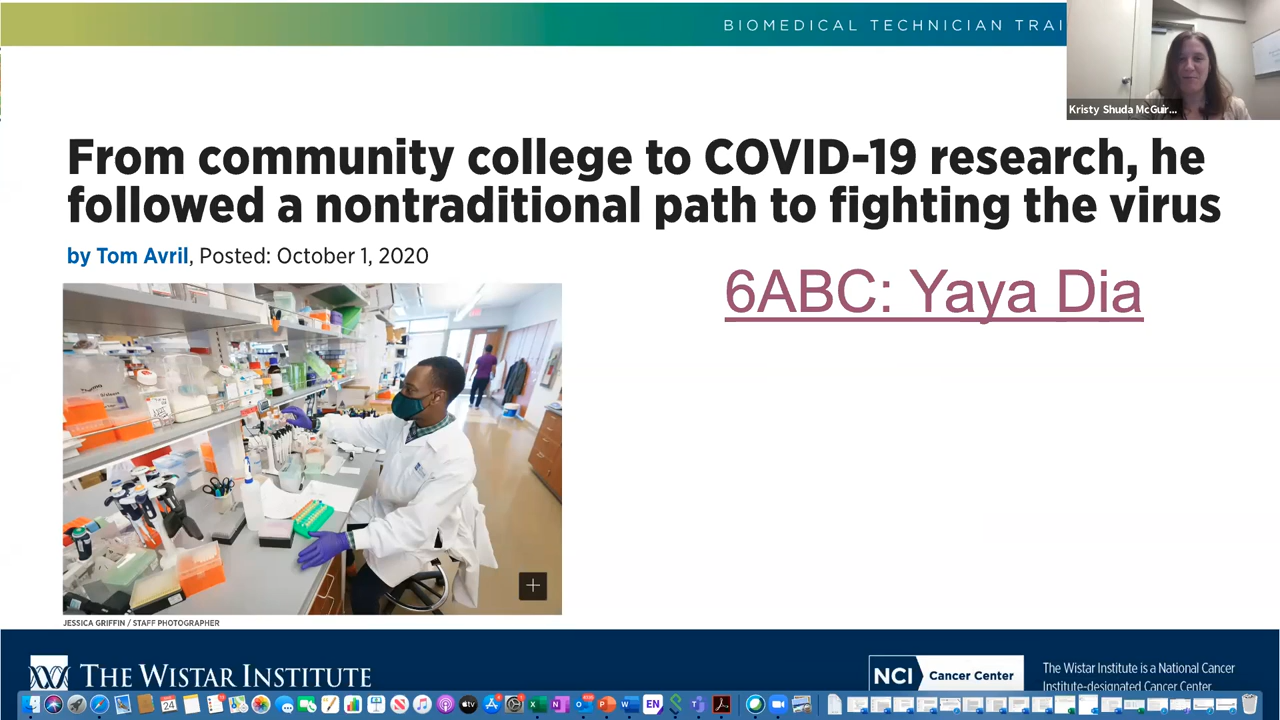 BIOMEDICAL TECHNICIAN TRAI
Kristy Shuda McGuir...
From community college to COVID-19 research, he
followed a nontraditional path to fighting the virus
by Tom Avril, Posted: October 1, 2020
6ABC: Yaya Dia
JESSICA GRIFFIN / STAFF PHOTOGRAPHER
THE WISTAR INSTITUTE
NCI Cancer Center
The Wistar Institute is a National Cancer
Institute-designated Cancer Center.
24
EN